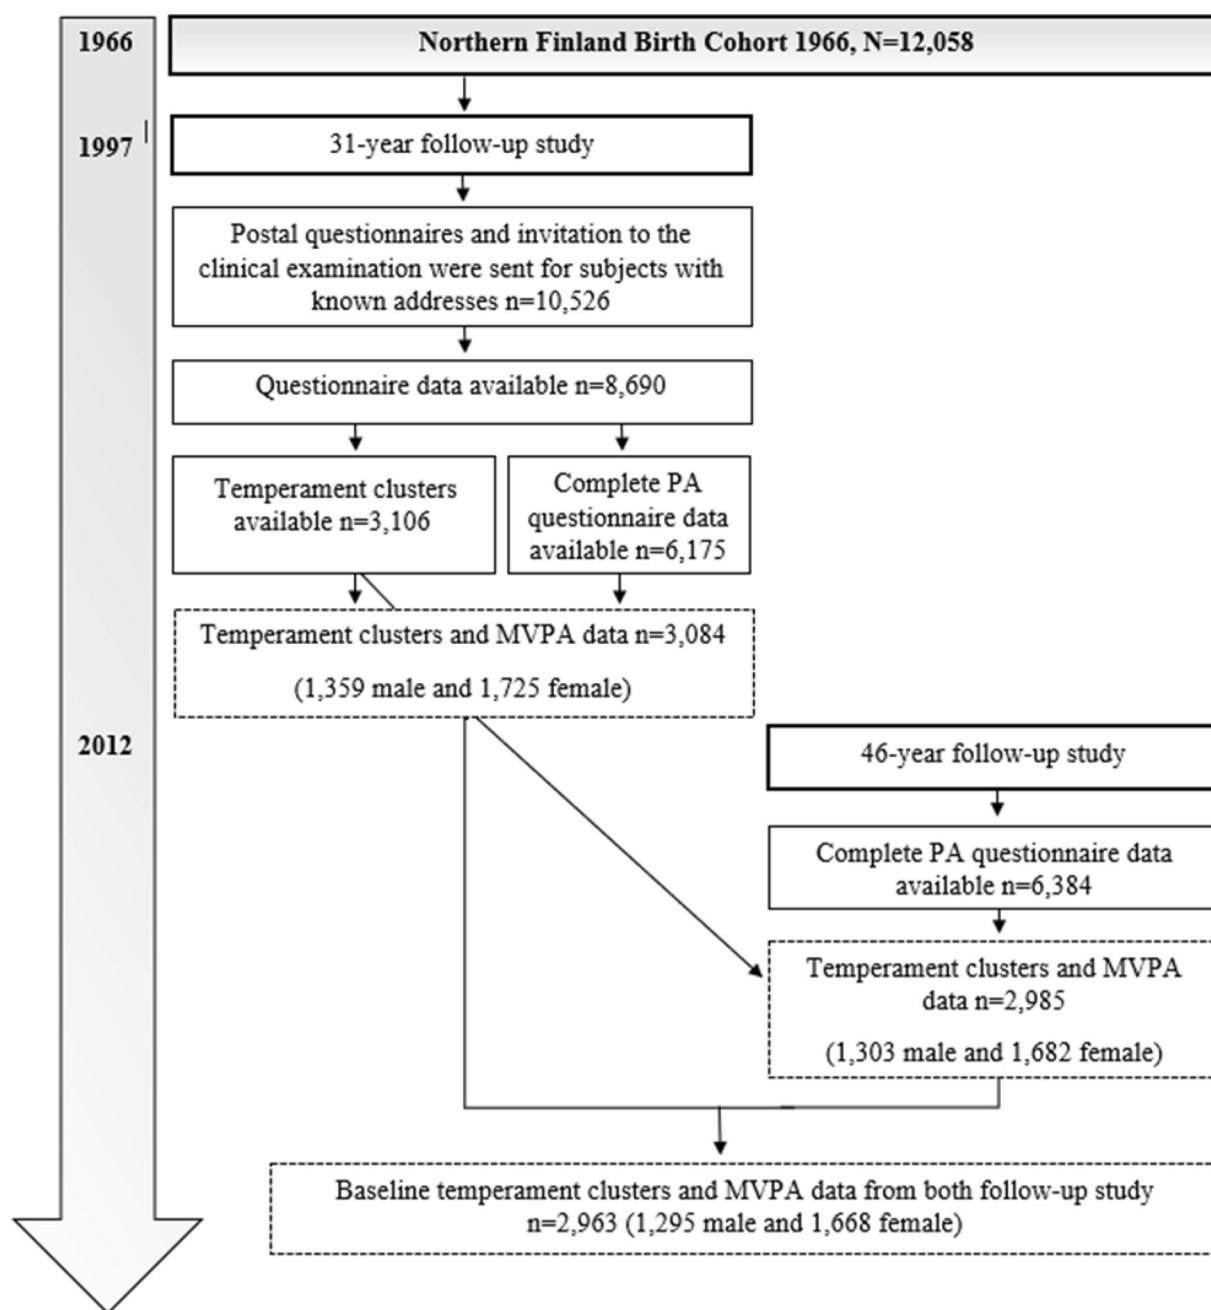 1966
Northern Finland Birth Cohort 1966, N=12,058
1997
31-year follow-up study
Postal questionnaires and invitation to the
clinical examination were sent for subjects with
known addresses n=10,526
Questionnaire data available n=8,690
Temperament clusters
available n=3,106
Complete PA
questionnaire data
available n=6,175
Temperament clusters and MVPA data n=3,084
(1,359 male and 1,725 female)
2012
46-year follow-up study
Complete PA questionnaire data
available n=6,384
Temperament clusters and MVPA
data n=2,985
(1,303 male and 1,682 female)
Baseline temperament clusters and MVPA data from both follow-up study
n=2,963 (1,295 male and 1,668 female)